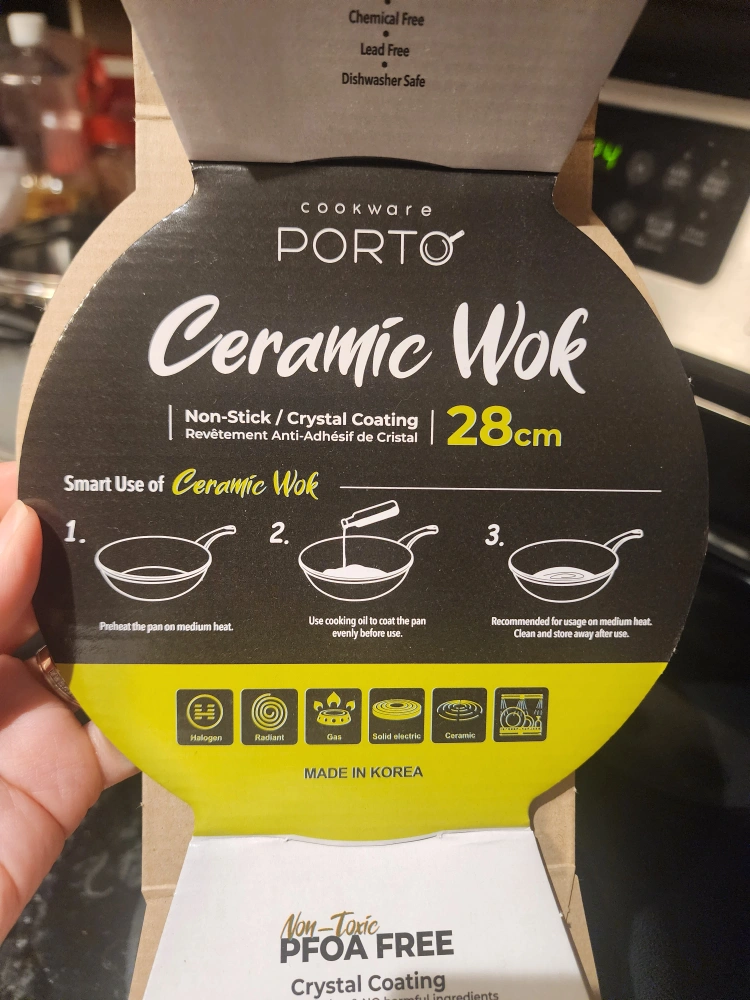 Chemical Free
•
Lead Free
•
Dishwasher Safe
cookware
PORTO
Ceramic Wok
Non-Stick / Crystal Coating
Revêtement Anti-Adhésif de Cristal
28cm
Smart Use of Ceramic Wok
1.
Preheat the pan on medium heat.
2.
Use cooking oil to coat the pan
evenly before use.
3.
Recommended for usage on medium heat.
Clean and store away after use.
Halogen
Radiant
Gas
Solid electric
Ceramic
MADE IN KOREA
Non-Toxic
PFOA FREE
Crystal Coating
NO harmful ingredients